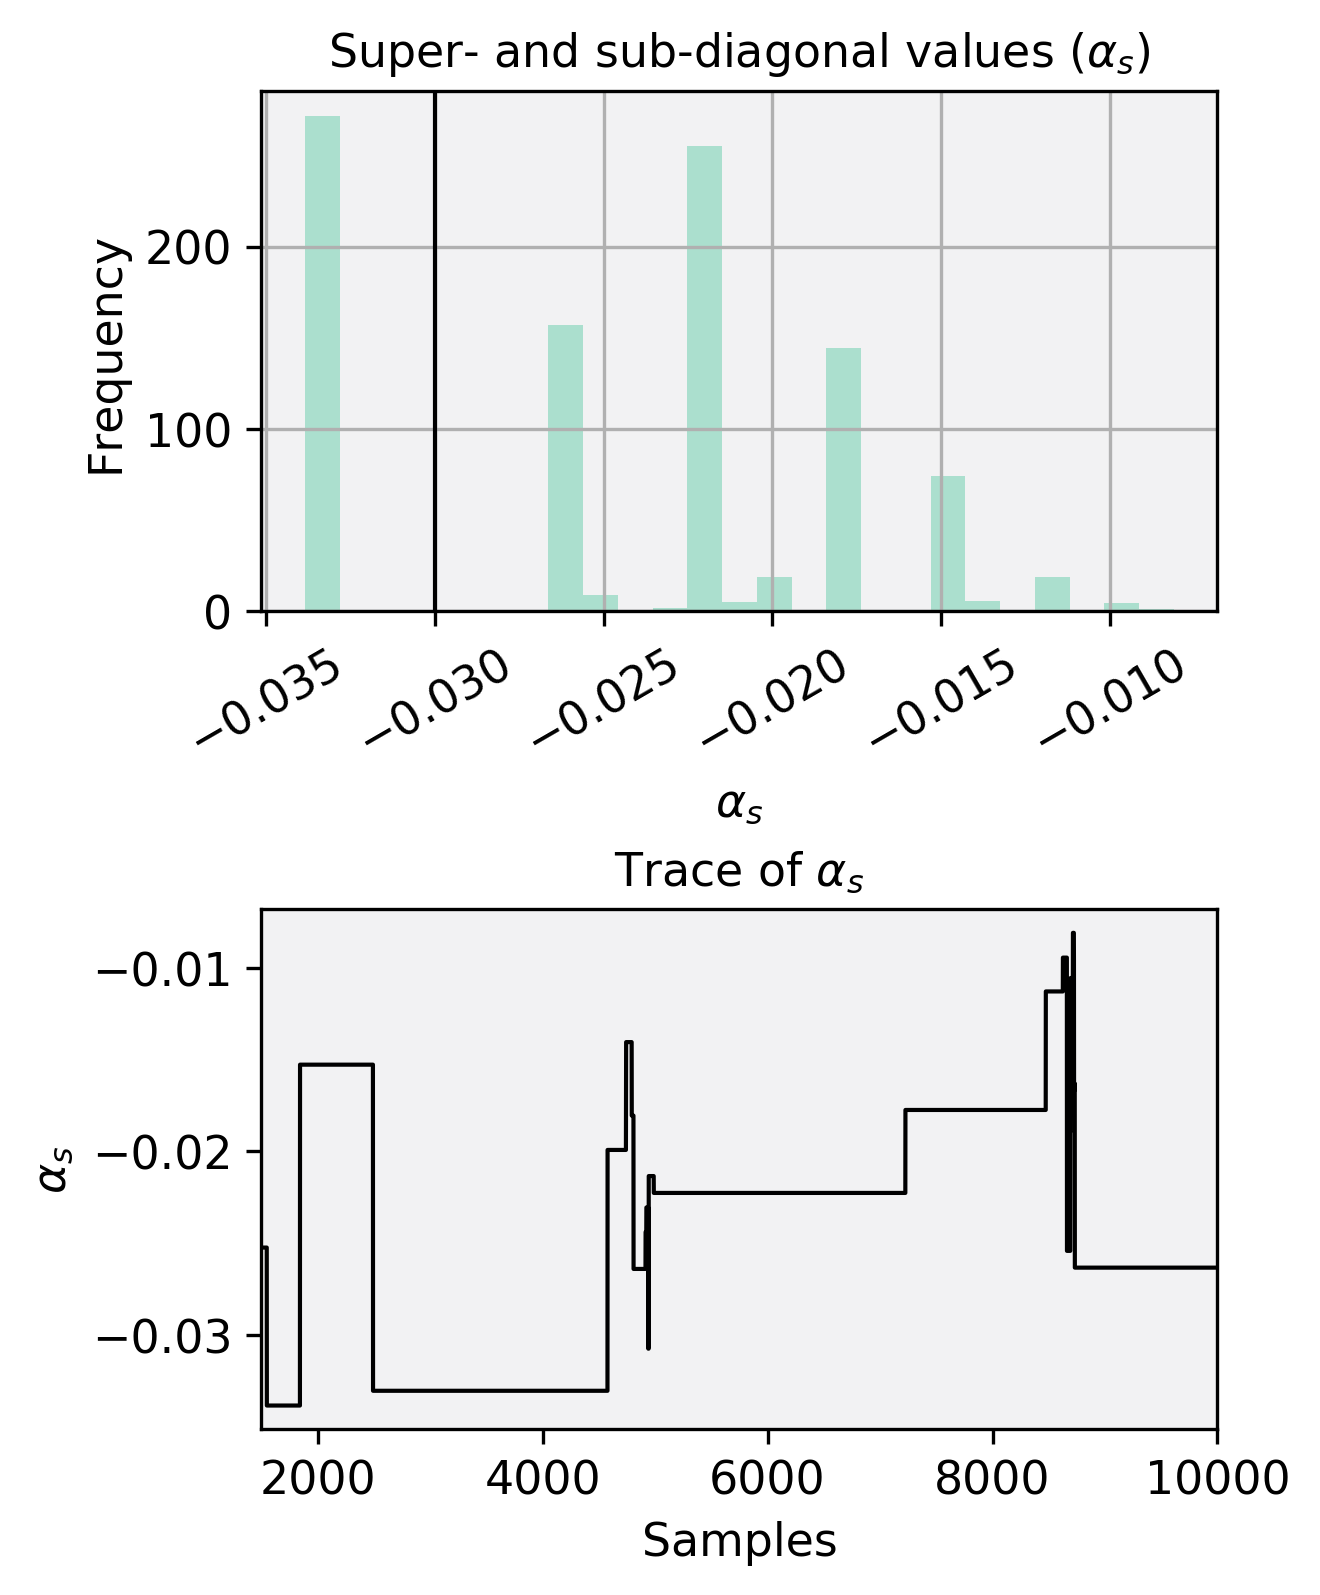 Super- and sub-diagonal values (αₛ)
Frequency
200
100
0
−0.035 −0.030 −0.025 −0.020 −0.015 −0.010
αₛ
Trace of αₛ
αₛ
−0.01
−0.02
−0.03
2000 4000 6000 8000 10000
Samples